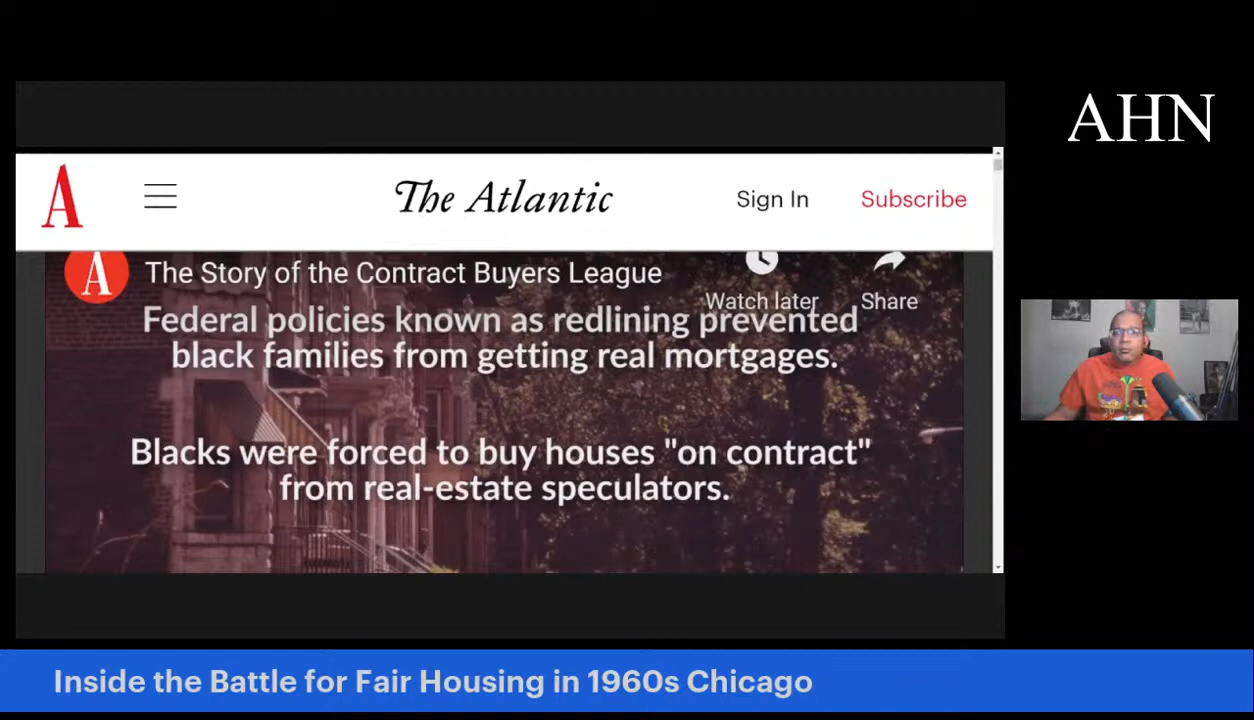 AHN
A
The Atlantic
Sign In
Subscribe
A
The Story of the Contract Buyers League
Watch later
Share
Federal policies known as redlining prevented
black families from getting real mortgages.
Blacks were forced to buy houses "on contract"
from real-estate speculators.
Inside the Battle for Fair Housing in 1960s Chicago